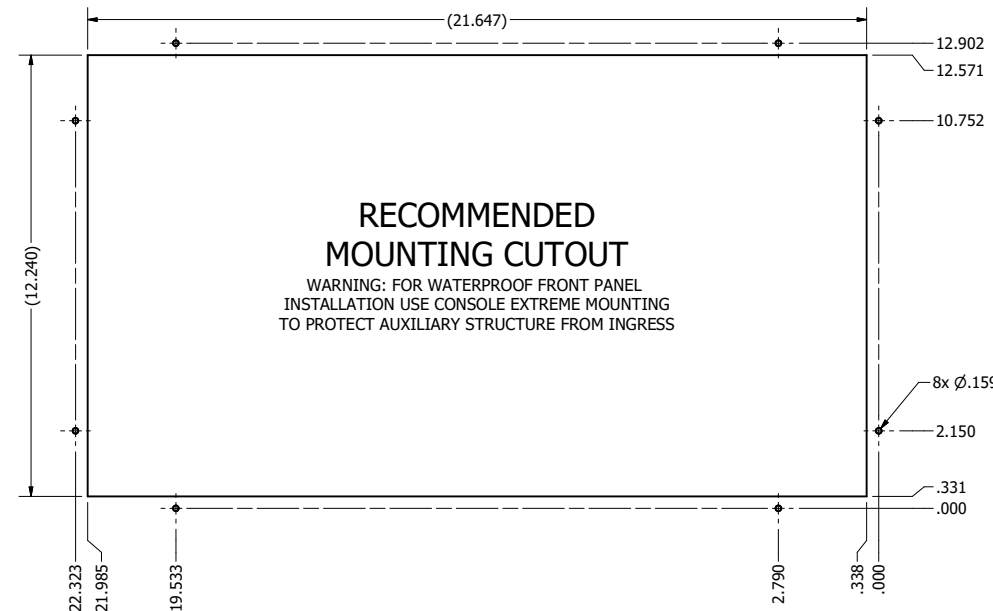 (21.647)
12.902
12.571
10.752
(12.240)
RECOMMENDED
MOUNTING CUTOUT
WARNING: FOR WATERPROOF FRONT PANEL
INSTALLATION USE CONSOLE EXTREME MOUNTING
TO PROTECT AUXILIARY STRUCTURE FROM INGRESS
8x Ø.159
2.150
.331
.000
22.323
21.985
19.533
2.790
.338
.000